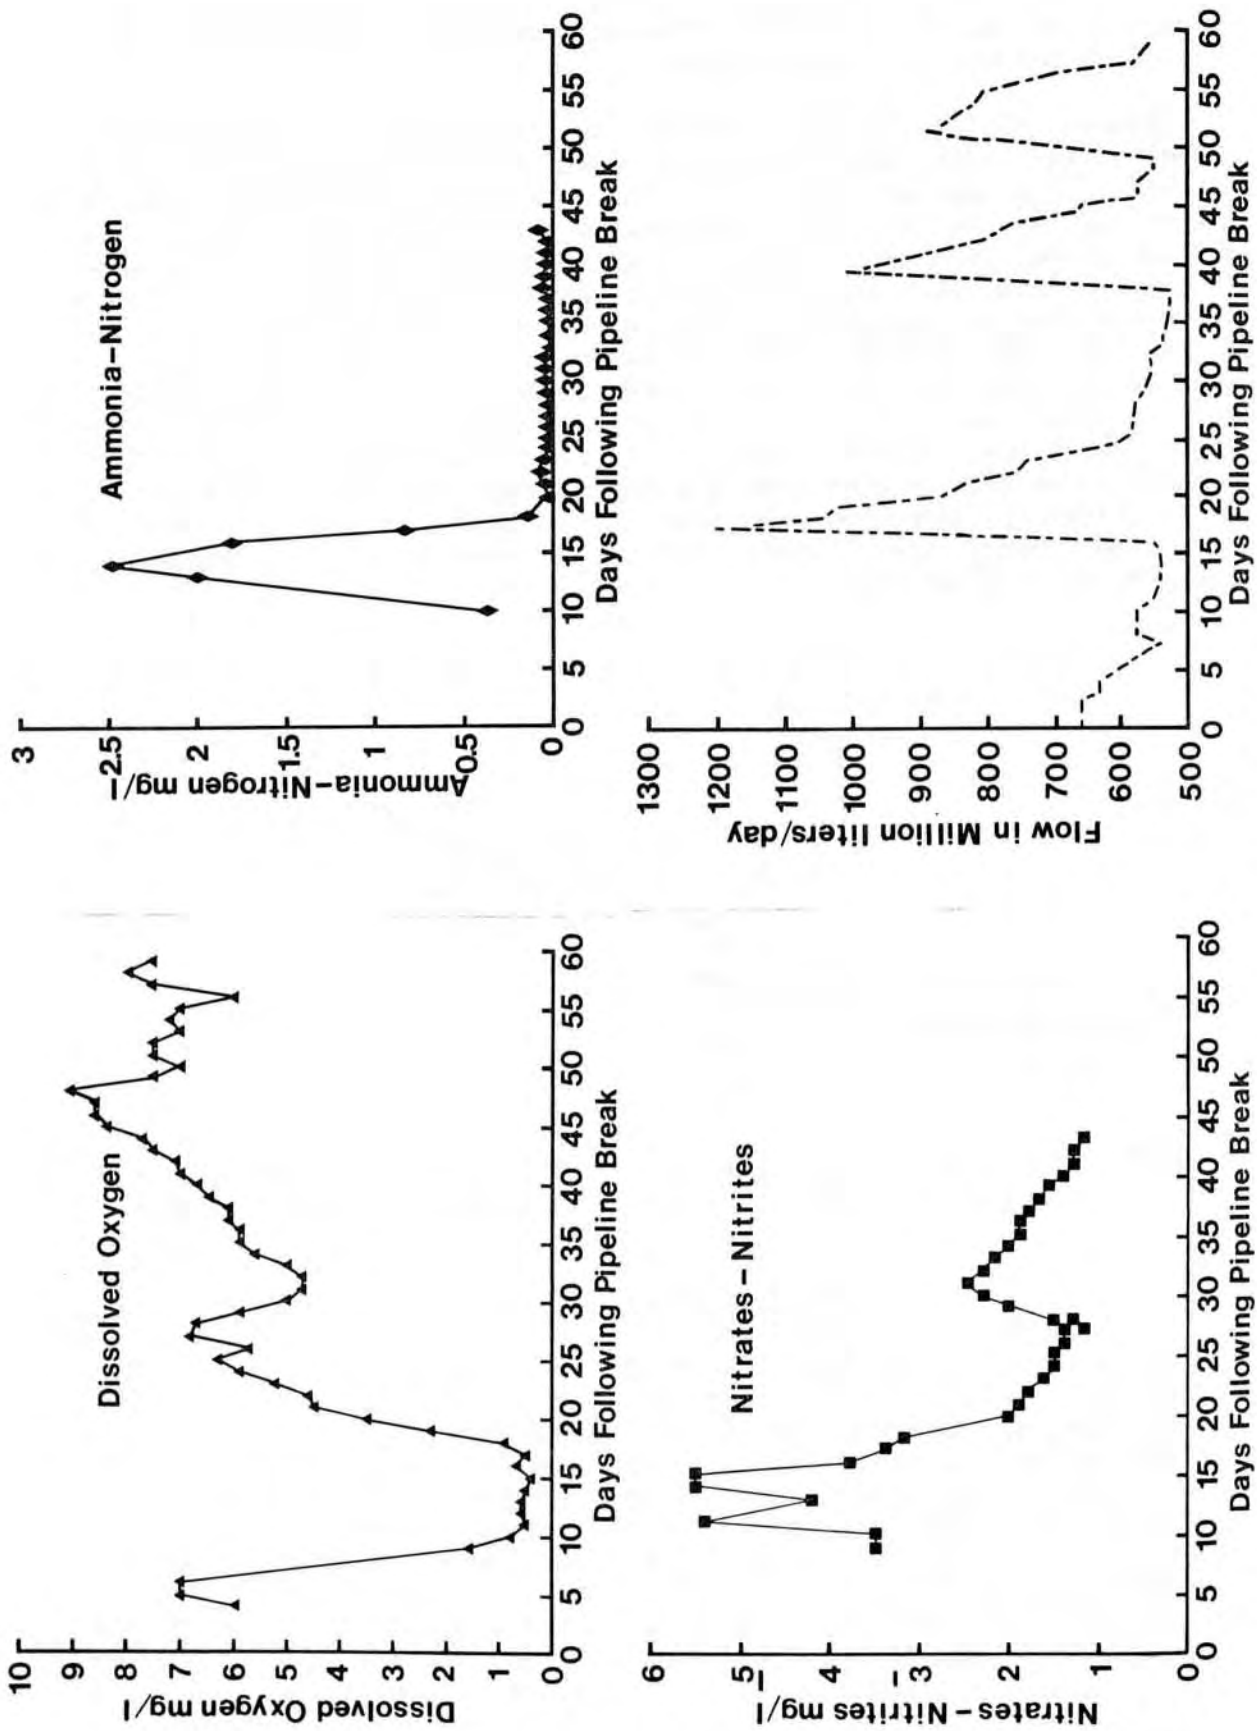 Dissolved Oxygen
Dissolved Oxygen mg/l
10
9
8
7
6
5
4
3
2
1
0
0 5 10 15 20 25 30 35 40 45 50 55 60
Days Following Pipeline Break
Ammonia-Nitrogen
Ammonia-Nitrogen mg/l
3
2.5
2
1.5
1
0.5
0
0 5 10 15 20 25 30 35 40 45 50 55 60
Days Following Pipeline Break
Nitrates-Nitrites
Nitrates-Nitrites mg/l
6
5
4
3
2
1
0
0 5 10 15 20 25 30 35 40 45 50 55 60
Days Following Pipeline Break
Flow in Million liters/day
1300
1200
1100
1000
900
800
700
600
500
0 5 10 15 20 25 30 35 40 45 50 55 60
Days Following Pipeline Break